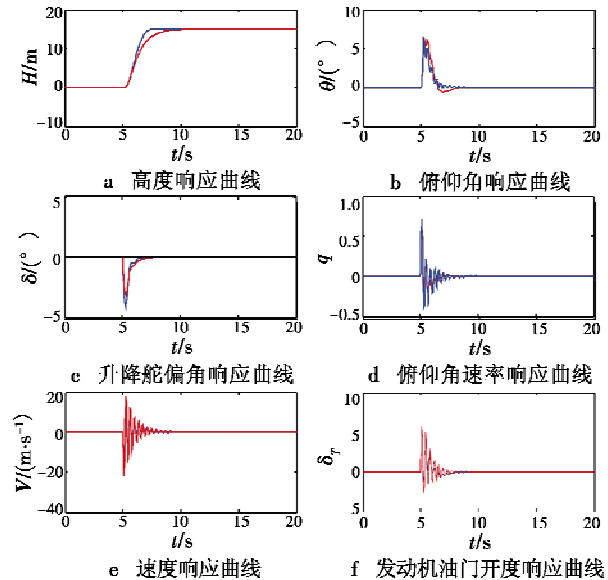 20
10
0
−10
H/m
0
5
10
15
20
t/s
a 高度响应曲线
10
5
0
−5
θ/(°)
0
5
10
15
20
t/s
b 俯仰角响应曲线
5
0
−5
δ/(°)
0
5
10
15
20
t/s
c 升降舵偏角响应曲线
1.0
0.5
0
−0.5
q
0
5
10
15
20
t/s
d 俯仰角速率响应曲线
20
0
−20
−40
V/(m·s⁻¹)
0
5
10
15
20
t/s
e 速度响应曲线
10
5
0
5
δT
0
5
10
15
20
t/s
f 发动机油门开度响应曲线